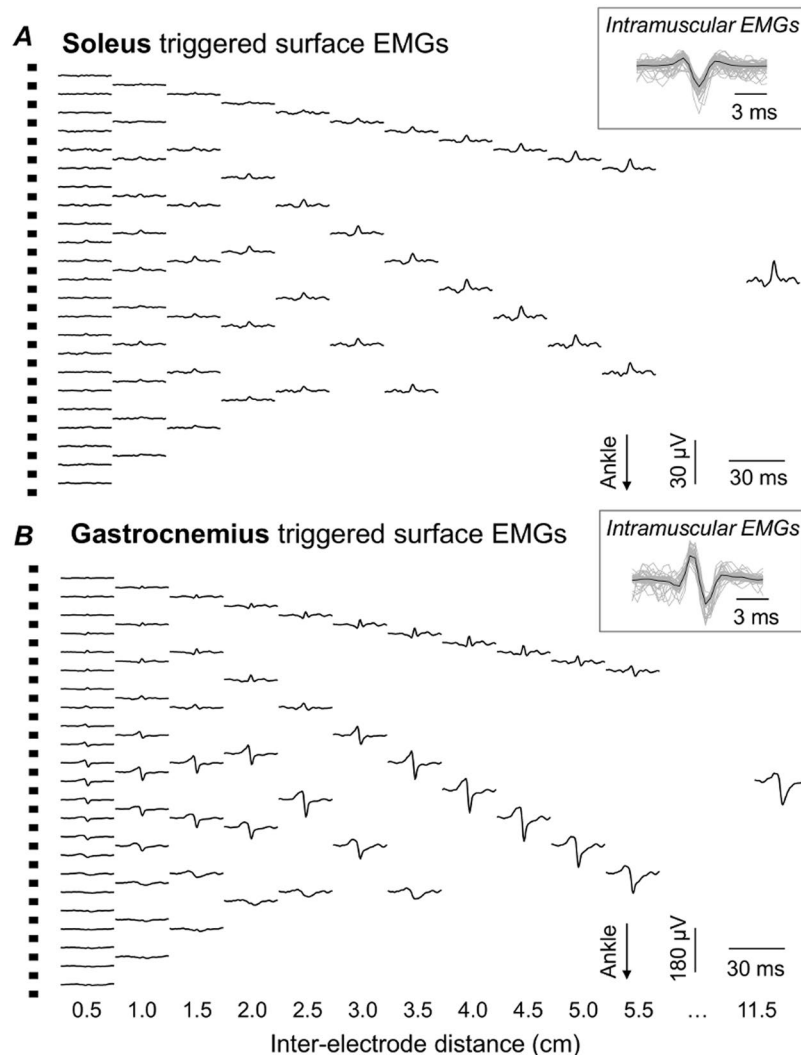 A Soleus triggered surface EMGs
Intramuscular EMGs
3 ms
Ankle
30 µV
30 ms
B Gastrocnemius triggered surface EMGs
Intramuscular EMGs
3 ms
Ankle
180 µV
30 ms
0.5 1.0 1.5 2.0 2.5 3.0 3.5 4.0 4.5 5.0 5.5 ... 11.5
Inter-electrode distance (cm)